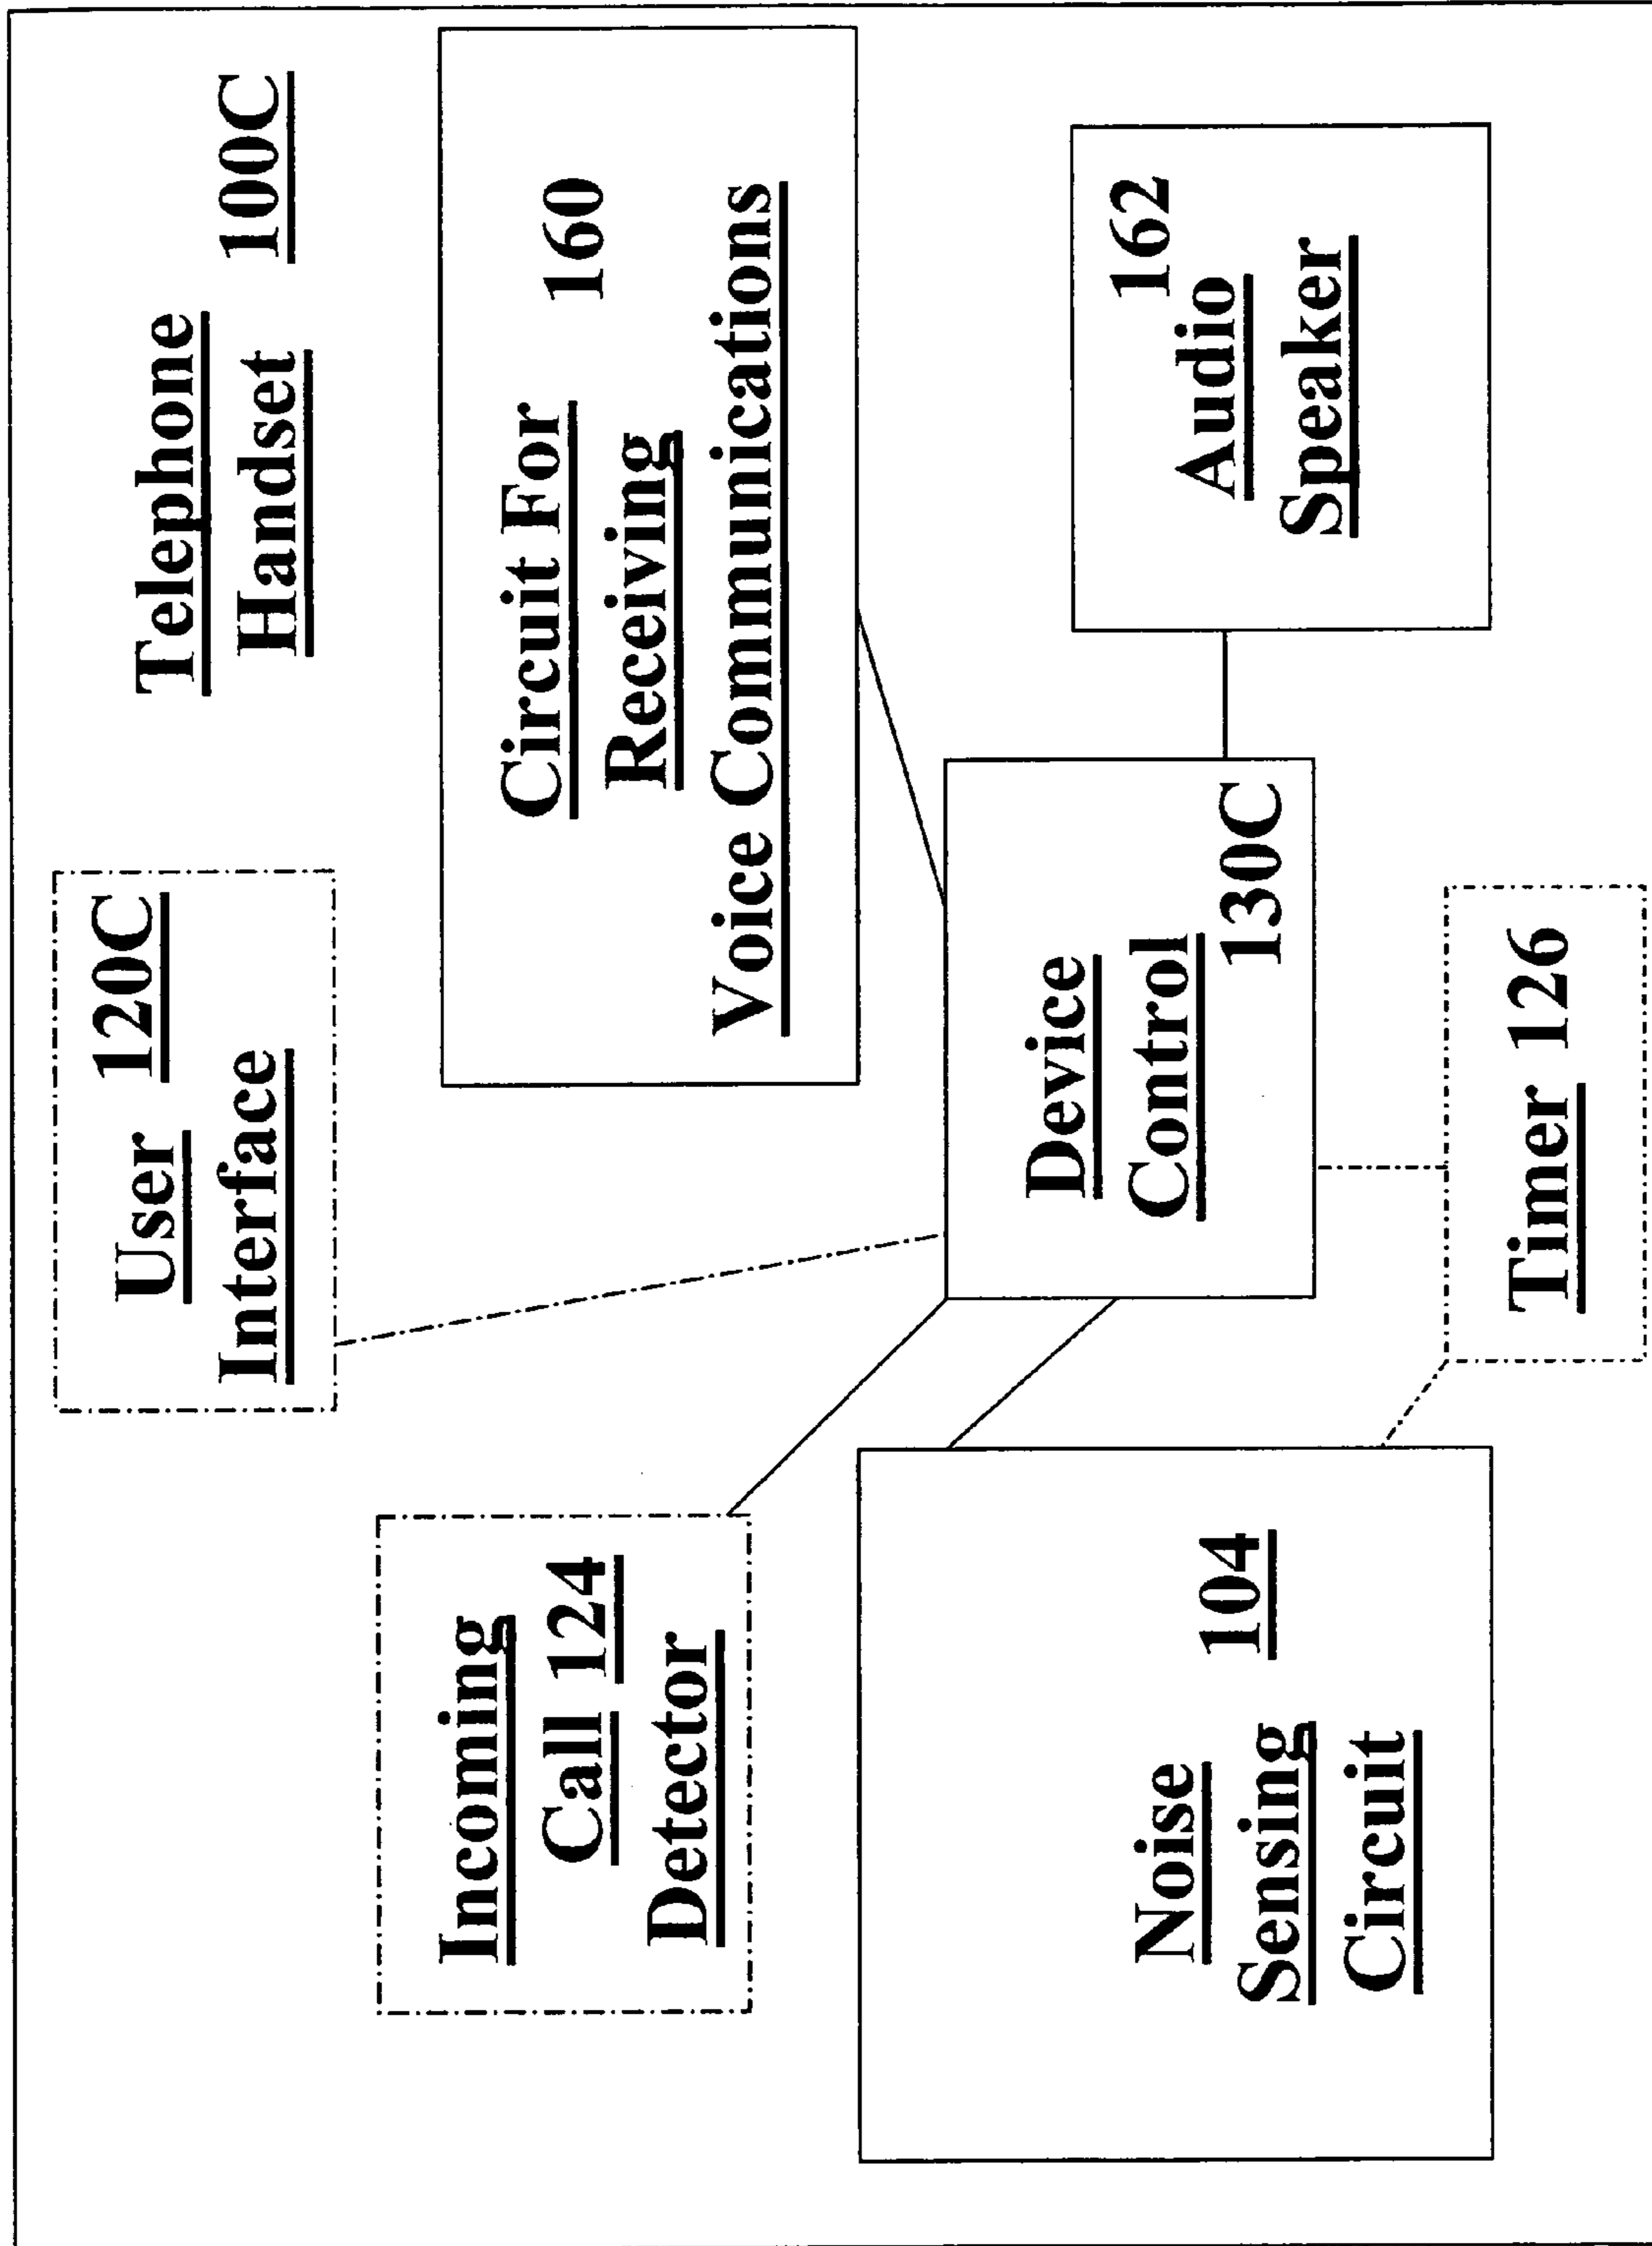 User 120C
Interface
Telephone
Handset 100C
Incoming
Call 124
Detector
Circuit For
Receiving 160
Voice Communications
Device
Control
130C
162
Audio
Speaker
Noise
Sensing 104
Circuit
Timer 126